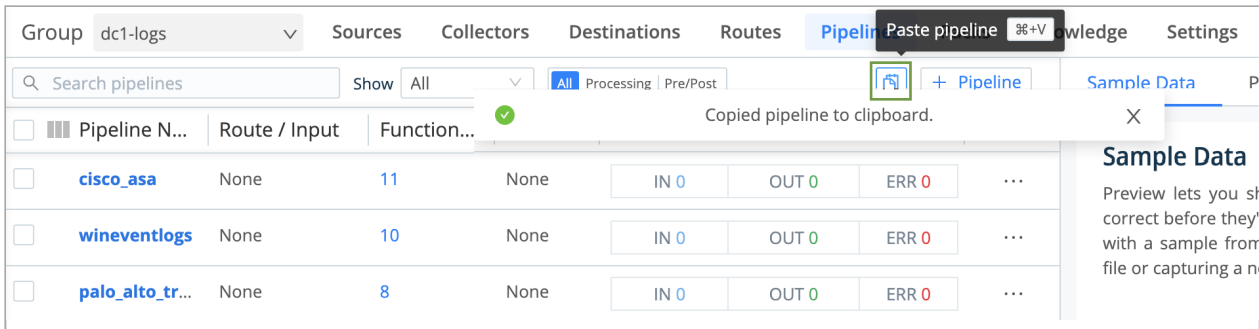 Group dc1-logs Sources Collectors Destinations Routes Pipelin Paste pipeline ⌘+V wledge Settings
Search pipelines Show All All Processing Pre/Post + Pipeline Sample Data P
Copied pipeline to clipboard. X
Pipeline N... Route / Input Function...
cisco_asa None 11 None IN 0 OUT 0 ERR 0 ...
wineventlogs None 10 None IN 0 OUT 0 ERR 0 ...
palo_alto_tr... None 8 None IN 0 OUT 0 ERR 0 ...
Sample Data
Preview lets you sh
correct before they'
with a sample from
file or capturing a n